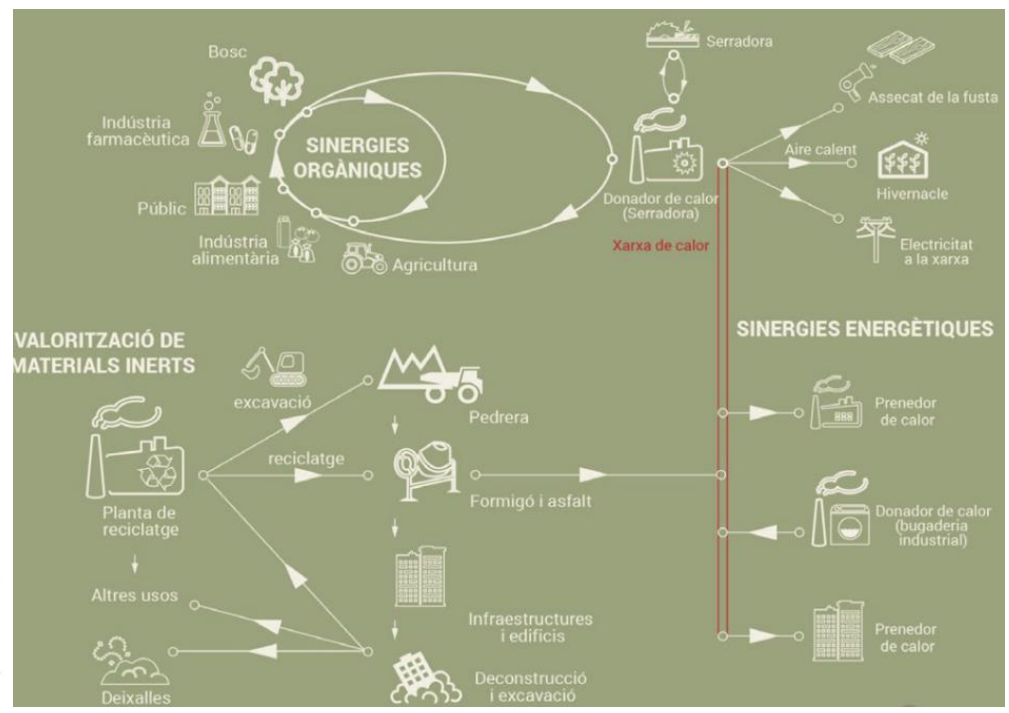 Bosc
Indústria
farmacèutica
Públic
Indústria
alimentària
Agricultura
SINERGIES
ORGÀNIQUES
Serradora
Donador de calor
(Serradora)
Xarxa de calor
Assecat de la fusta
Aire calent
Hivernacle
Electricitat
a la xarxa
VALORITZACIÓ DE
MATERIALS INERTS
excavació
Pedrera
reciclatge
Formigó i asfalt
Planta de
reciclatge
Altres usos
Deixalles
Infraestructures
i edificis
Deconstrucció
i excavació
SINERGIES ENERGÈTIQUES
Prenedor
de calor
Donador de calor
(bugaderia
industrial)
Prenedor
de calor